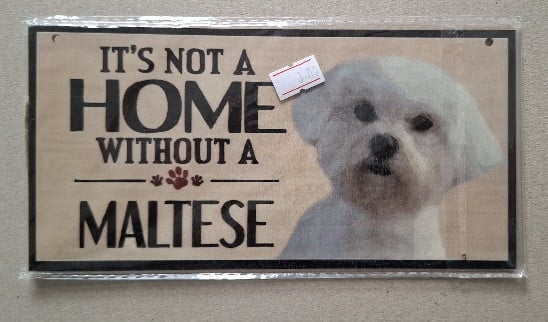 IT'S NOT A
HOME
WITHOUT A
MALTESE